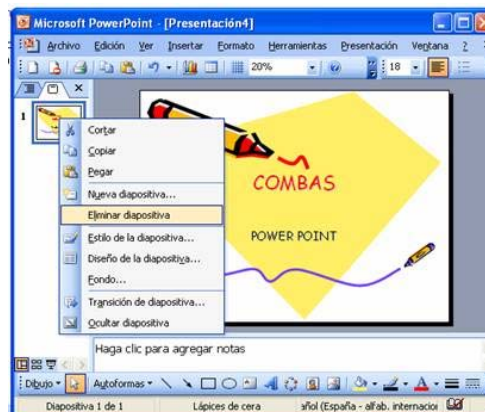 Microsoft PowerPoint - [Presentación4]
Archivo Edición Ver Insertar Formato Herramientas Presentación Ventana ?
20% 18
1
Cortar
Copiar
Pegar
Nueva diapositiva...
Eliminar diapositiva
Estilo de la diapositiva...
Diseño de la diapositiva...
Fondo...
Transición de diapositiva...
Ocultar diapositiva
COMBAS
POWER POINT
Haga clic para agregar notas
Dibujo Autoformas
Diapositiva 1 de 1 Lápices de cera añol (España - alfab. internacio